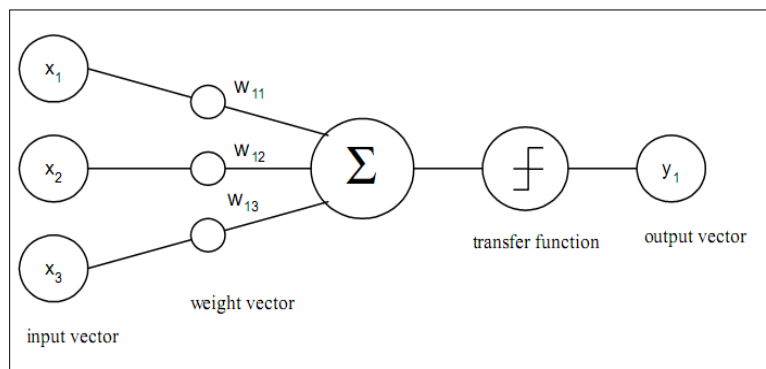 x1
W11
x2
W12
Σ
y1
W13
x3
transfer function
output vector
weight vector
input vector